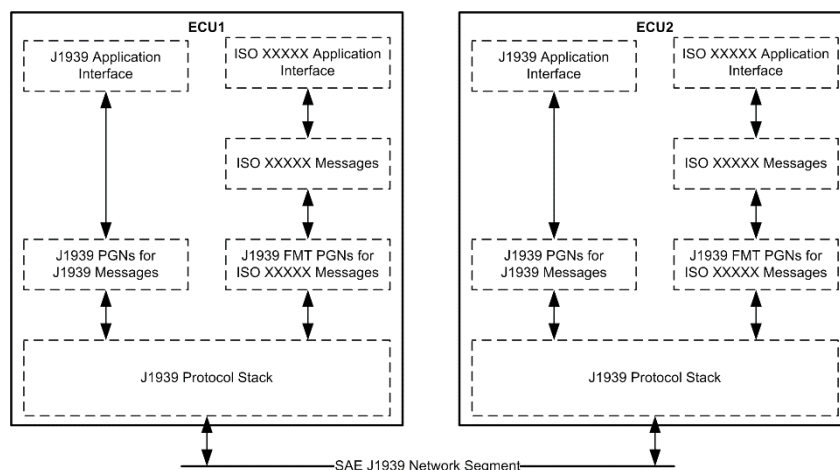 ECU1
J1939 Application
Interface
ISO XXXXX Application
Interface
ISO XXXXX Messages
J1939 PGNs for
J1939 Messages
J1939 FMT PGNs for
ISO XXXXX Messages
J1939 Protocol Stack
ECU2
J1939 Application
Interface
ISO XXXXX Application
Interface
ISO XXXXX Messages
J1939 PGNs for
J1939 Messages
J1939 FMT PGNs for
ISO XXXXX Messages
J1939 Protocol Stack
SAE J1939 Network Segment